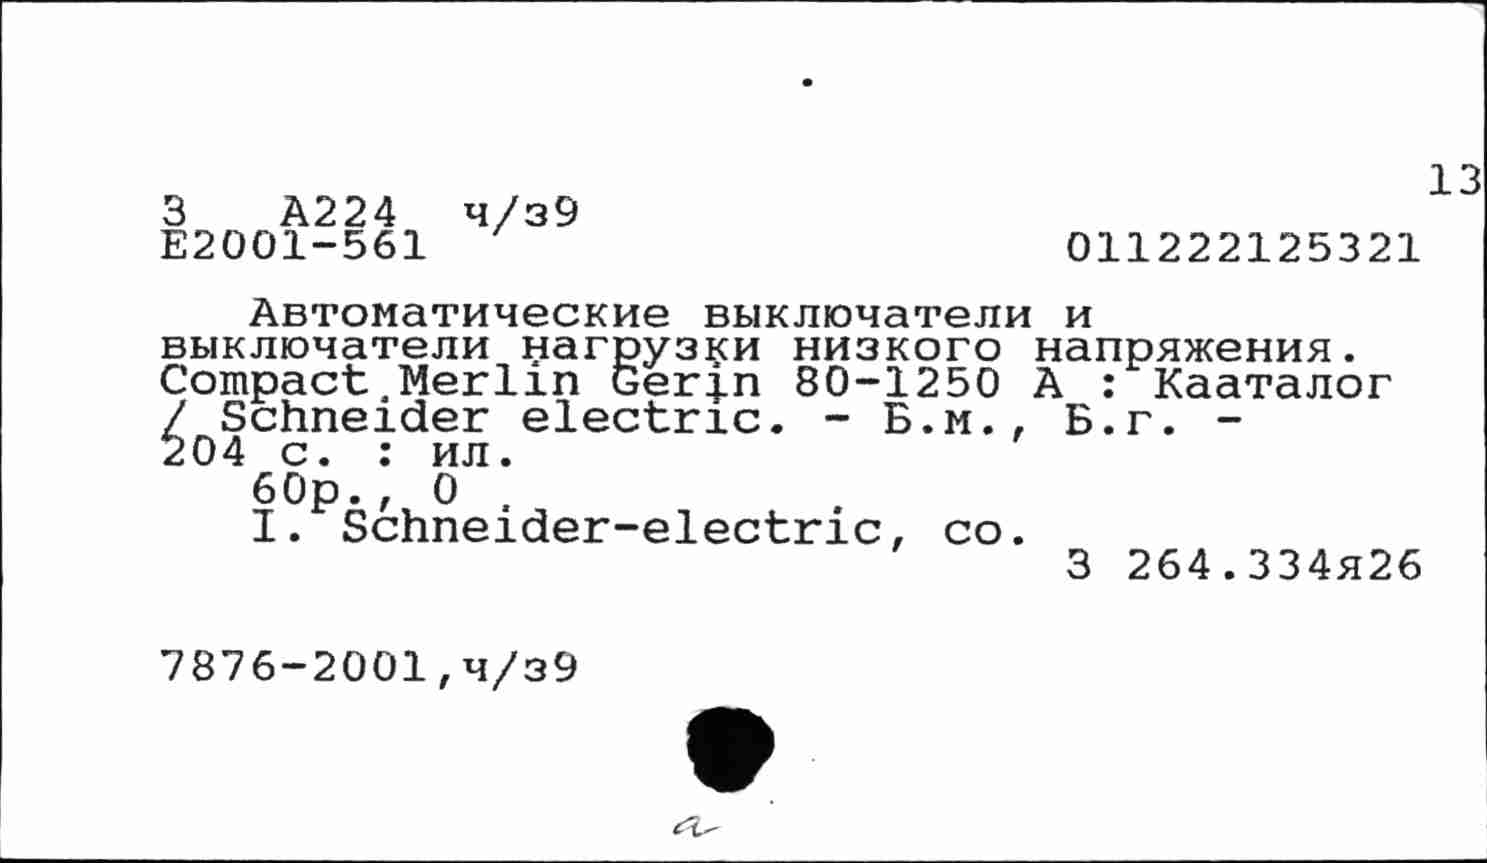 13
З А224 ч/з9
Е2001-561 011222125321
Автоматические выключатели и
выключатели нагрузки низкого напряжения.
Compact Merlin Gerin 80-1250 А : Кааталог
/ Schneider electric. - Б.м., Б.г. -
204 с. : ил.
60р., 0
I. Schneider-electric, co.
З 264.334я26
7876-2001,ч/з9
a